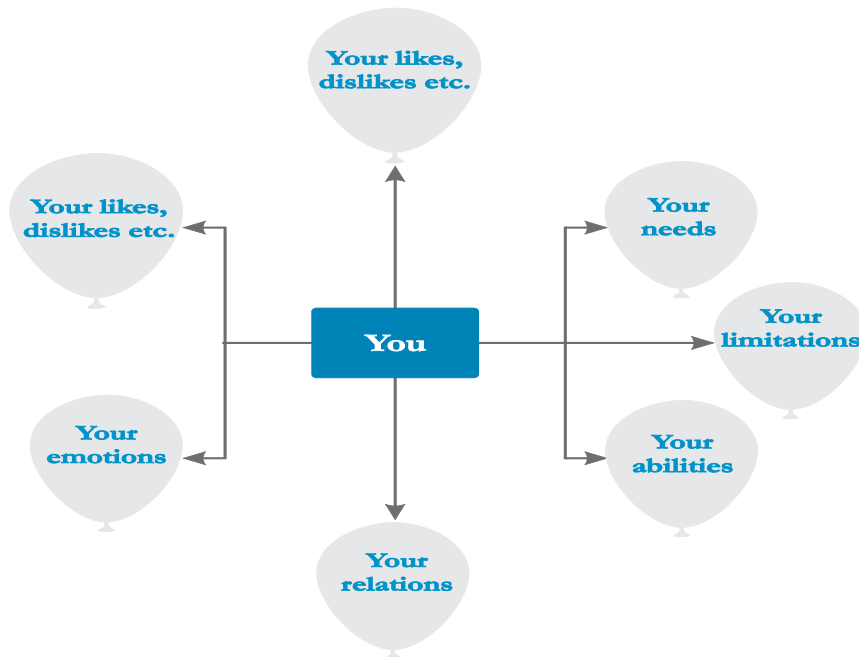 Your likes,
dislikes etc.
Your likes,
dislikes etc.
Your
needs
Your
limitations
You
Your
emotions
Your
abilities
Your
relations